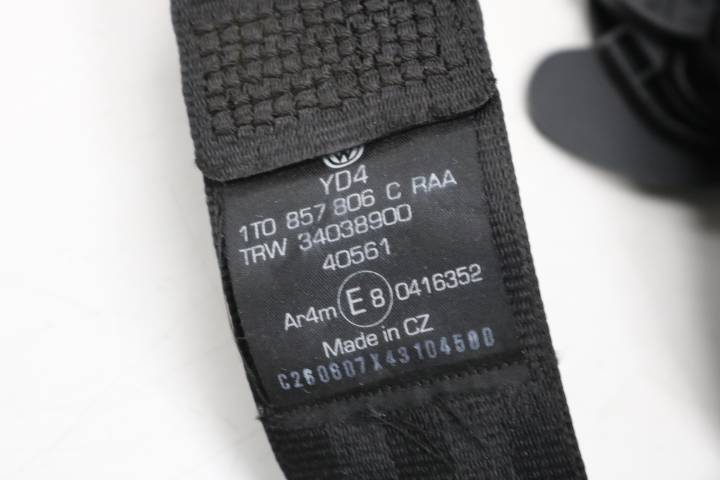 YD4
1T0 857 806 C RAA
TRW 34038900
40561
Ar4m E8 0416352
Made in CZ
C260607X43104500